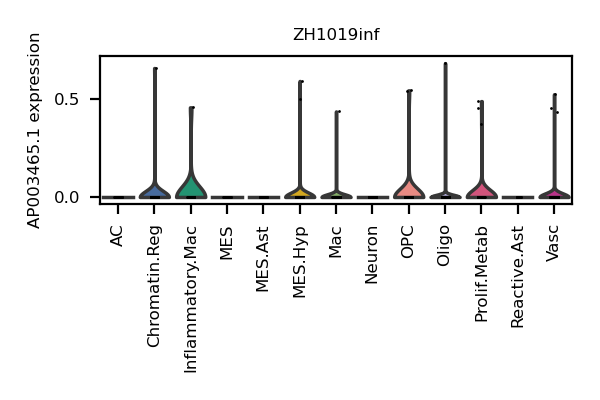 ZH1019inf
AP003465.1 expression
0.5
0.0
AC
Chromatin.Reg
Inflammatory.Mac
MES
MES.Ast
MES.Hyp
Mac
Neuron
OPC
Oligo
Prolif.Metab
Reactive.Ast
Vasc